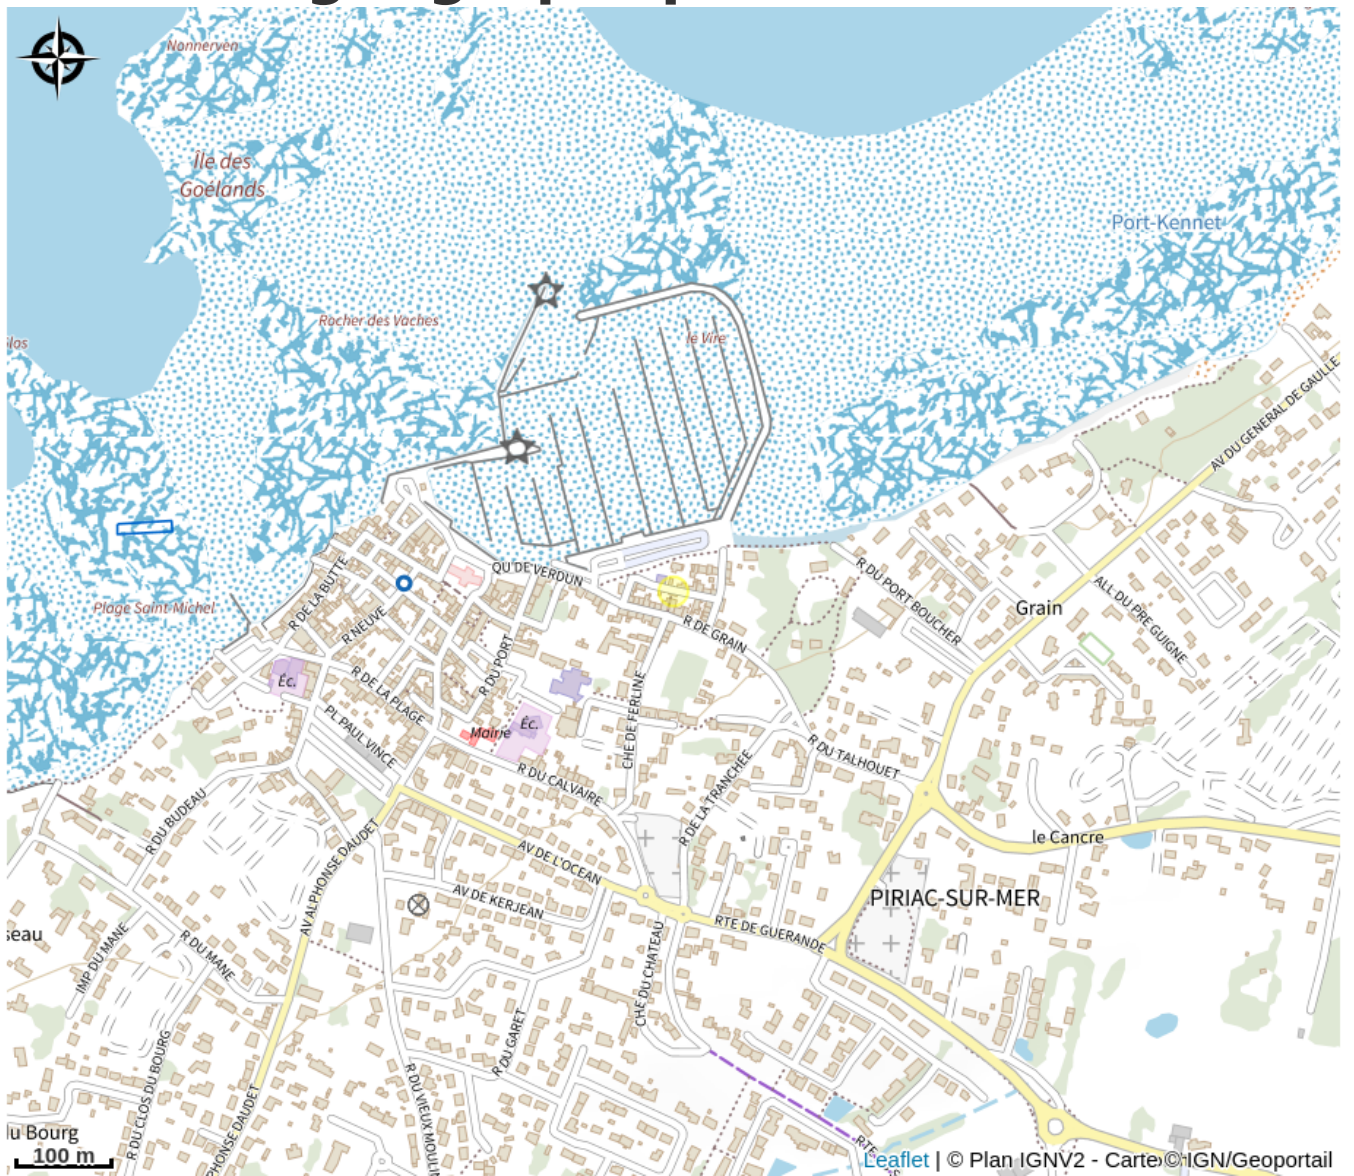 Nonnerven
Île des
Goélands
Port-Kennet
Rocher des Vaches
le Vire
AV DU GENERAL DE GAULLE
QU DE VERDUN
R DE LA BUTTE
R NEUVE
Plage Saint-Michel
R DU PORT BOUCHER
Grain
ALL DU PRE GUIGNE
R DE GRAIN
R DU PORT
Éc.
R DE LA PLAGE
CHE DE FERLINE
Éc.
Mairie
PL PAUL VINCE
R DU TALHOUET
R DU CALVAIRE
R DE LA TRANCHEE
R DU BUDEAU
AV ALPHONSE DAUDET
le Cancre
AV DE L'OCEAN
AV DE KERJEAN
PIRIAC-SUR-MER
RTE DE GUERANDE
seau
IMP DU MANE
R DU MANE
CHE DU CHATEAU
R DU GARET
R DU CLOS DU BOURG
R DU VIEUX MOULIN
PHONSE DAUDET
u Bourg
100 m
Leaflet | © Plan IGNV2 - Carte © IGN/Geoportail